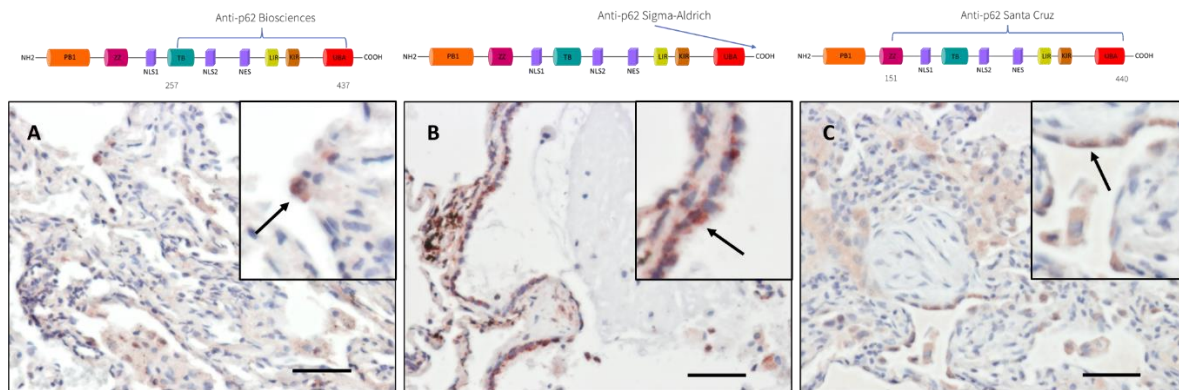 Anti-p62 Biosciences
NH2 PB1 ZZ NLS1 TB NLS2 NES LIR KIR UBA COOH
257 437
Anti-p62 Sigma-Aldrich
NH2 PB1 ZZ NLS1 TB NLS2 NES LIR KIR UBA COOH
Anti-p62 Santa Cruz
NH2 PB1 ZZ NLS1 TB NLS2 NES LIR KIR UBA COOH
151 440
A
B
C